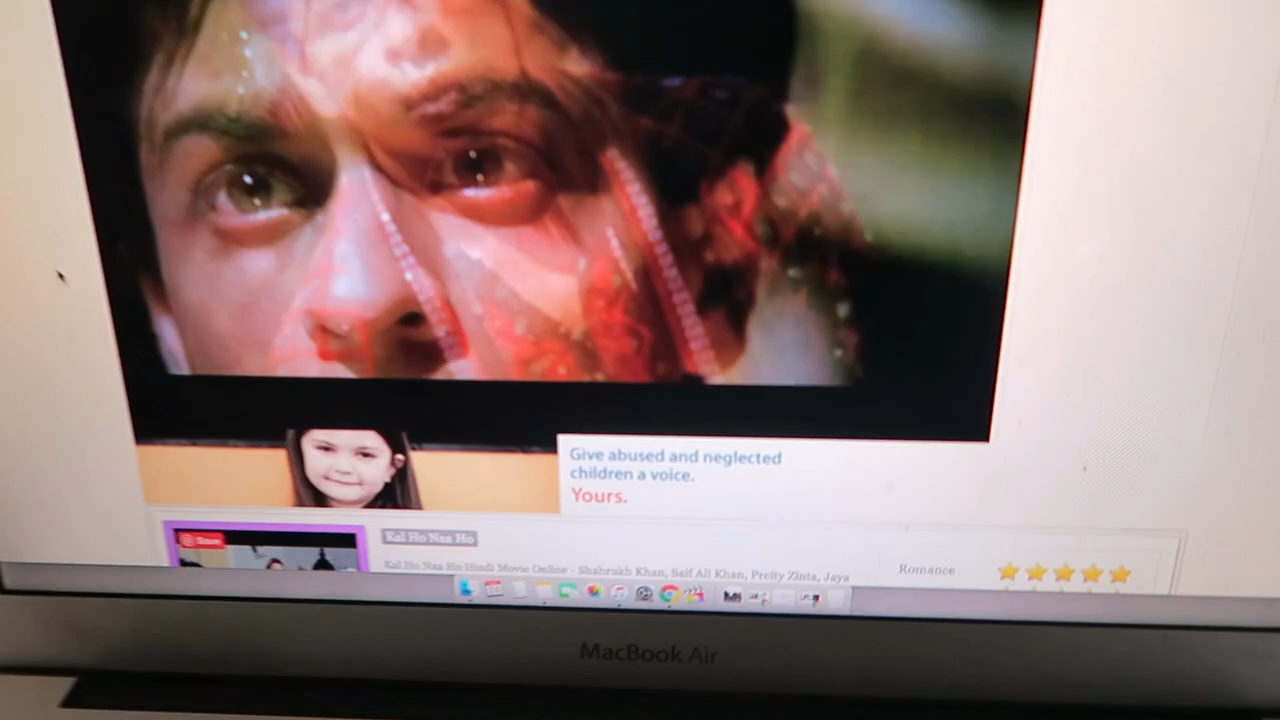 Give abused and neglected
children a voice.
Yours.
Save
Kal Ho Naa Ho
Kal Ho Naa Ho Hindi Movie Online - Shahrukh Khan, Saif Ali Khan, Preity Zinta, Jaya
Romance
MacBook Air